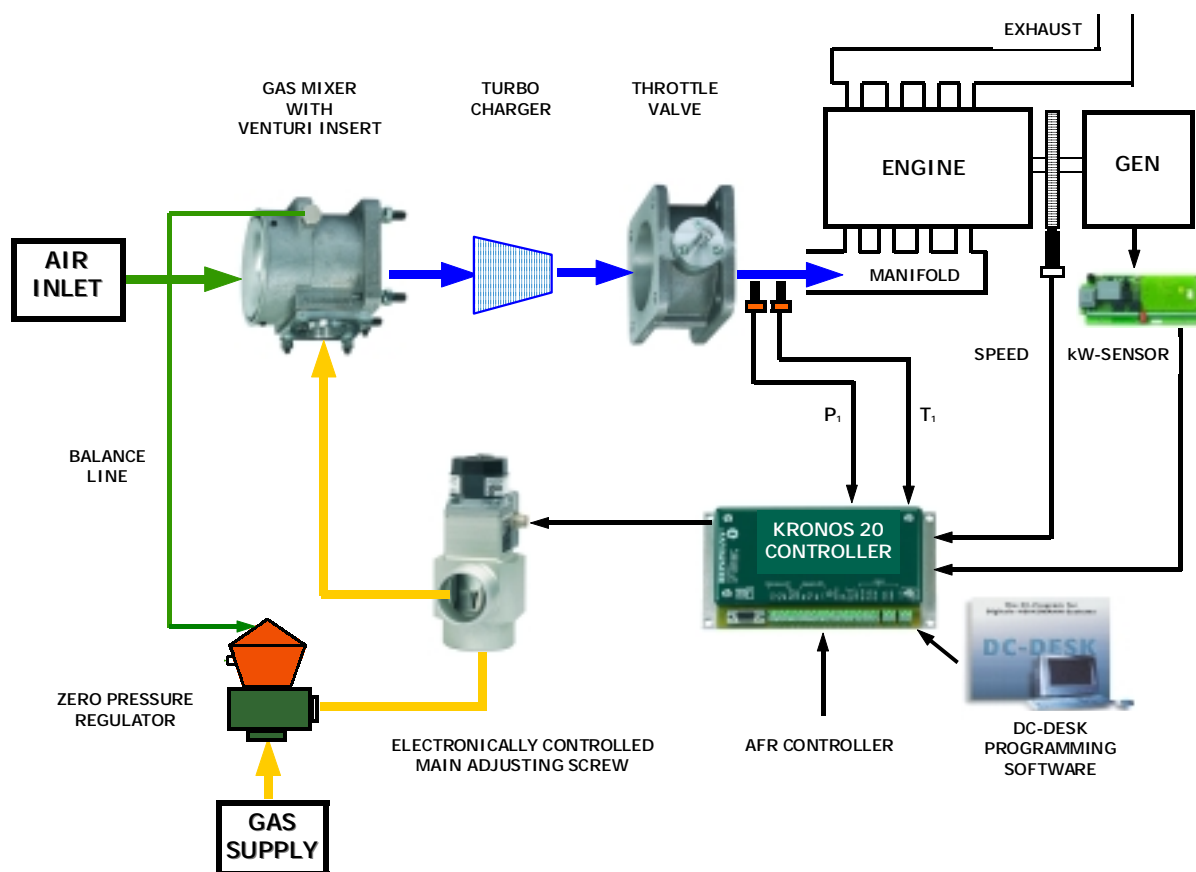 EXHAUST
GAS MIXER
WITH
VENTURI INSERT
TURBO
CHARGER
THROTTLE
VALVE
ENGINE
GEN
AIR
INLET
MANIFOLD
SPEED
kW-SENSOR
P₁
T₁
BALANCE
LINE
KRONOS 20
CONTROLLER
DC-DESK
ZERO PRESSURE
REGULATOR
ELECTRONICALLY CONTROLLED
MAIN ADJUSTING SCREW
AFR CONTROLLER
DC-DESK
PROGRAMMING
SOFTWARE
GAS
SUPPLY